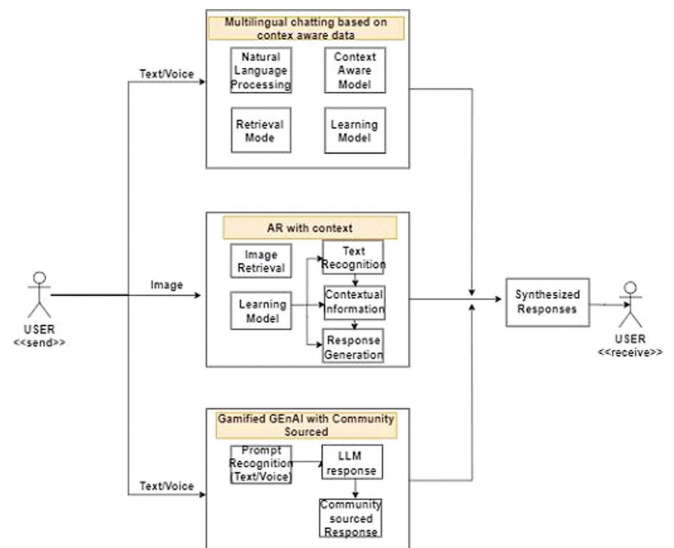 Multilingual chatting based on
contex aware data
Natural
Language
Processing
Context
Aware
Model
Text/Voice
Retrieval
Mode
Learning
Model
AR with context
Image
Retrieval
Text
Recognition
Image
Learning
Model
Contextual
Information
Response
Generation
USER
<<send>>
Synthesized
Responses
USER
<<receive>>
Gamified GEnAI with Community
Sourced
Prompt
Recognition
(Text/Voice)
LLM
response
Text/Voice
Community
sourced
Response